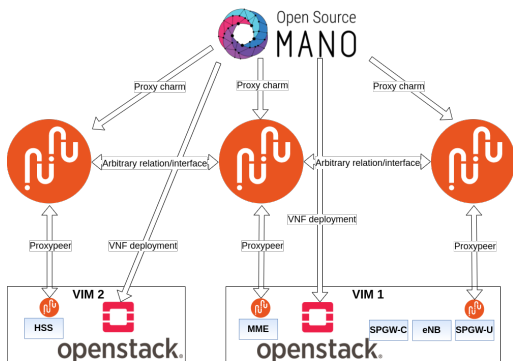 Open Source
MANO
Proxy charm
Proxy charm
Proxy charm
Arbitrary relation/interface
Arbitrary relation/interface
VNF deployment
Proxypeer
VNF deployment
Proxypeer
Proxypeer
VIM 2
VIM 1
HSS
MME
SPGW-C
eNB
SPGW-U
openstack.
openstack.